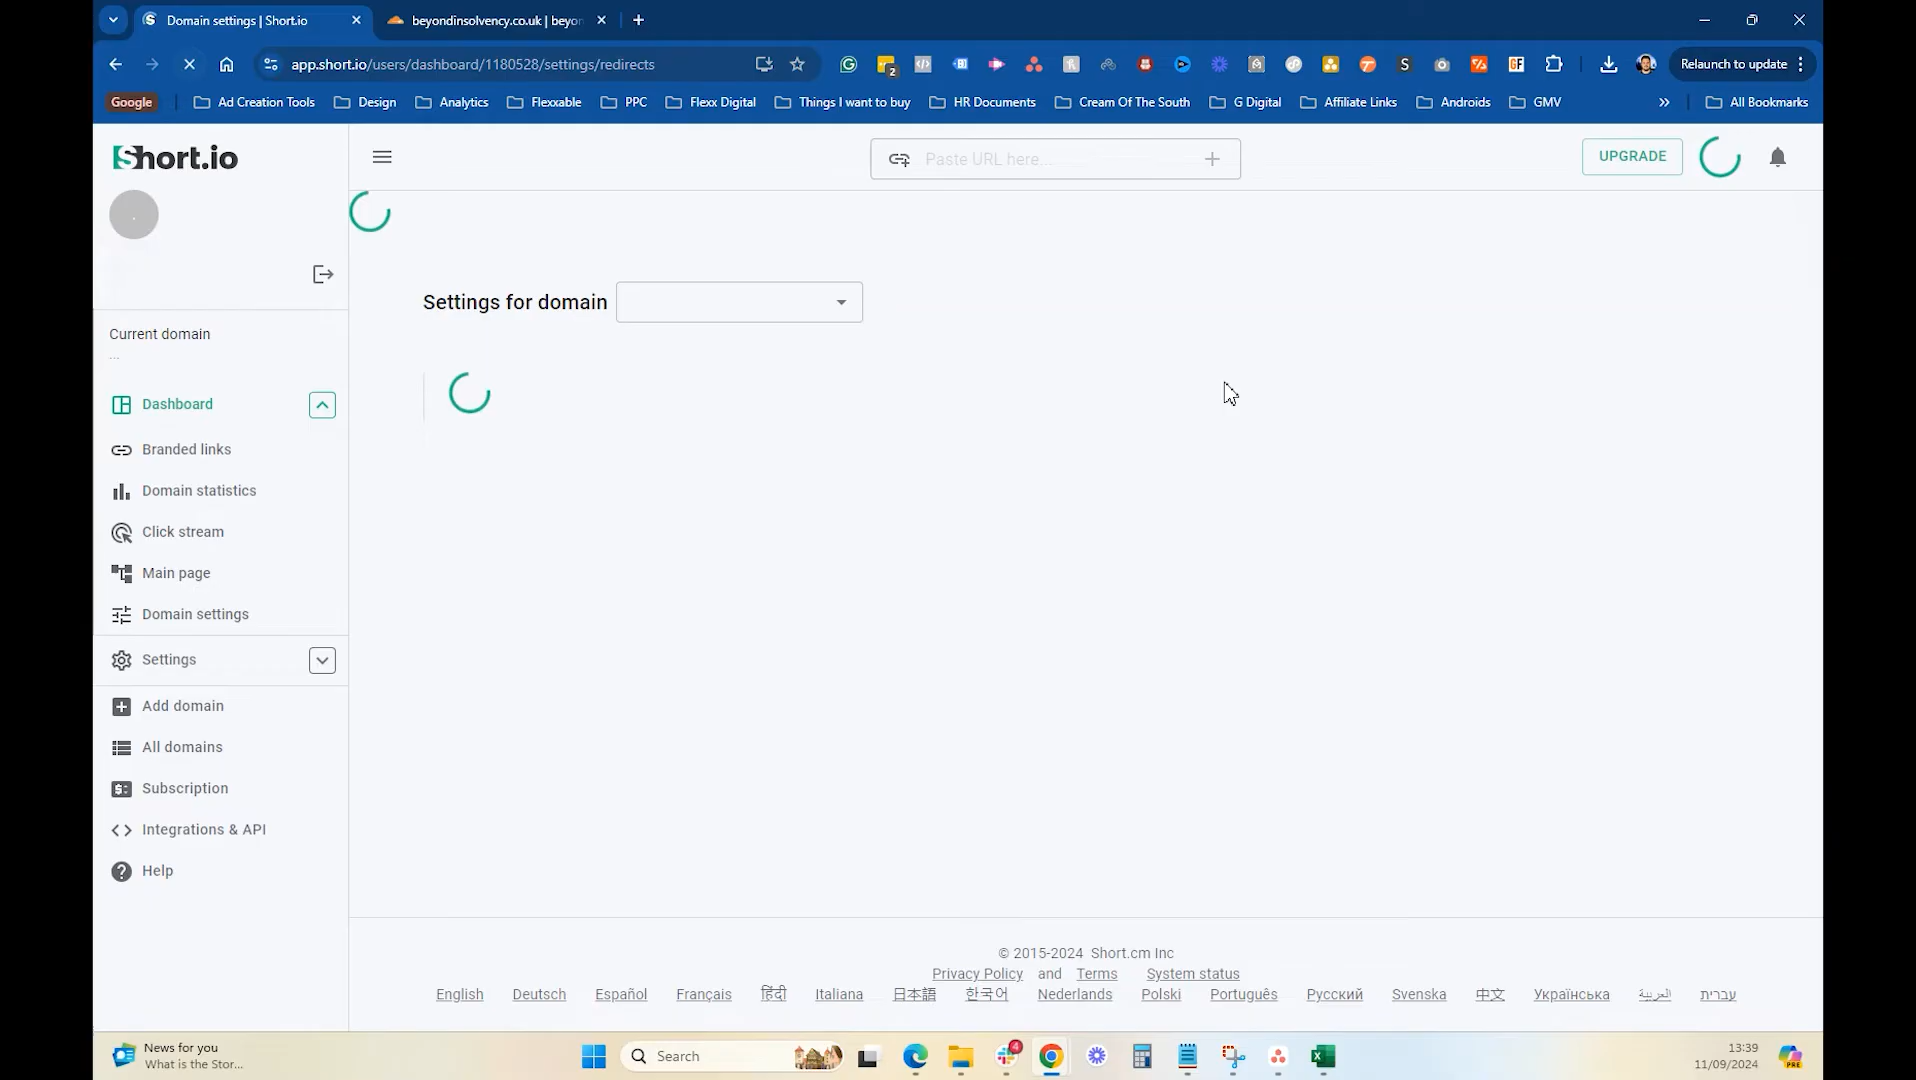 Domain settings | Short.io
beyondinsolvency.co.uk | beyon
app.short.io/users/dashboard/1180528/settings/redirects
Relaunch to update
Google
Ad Creation Tools
Design
Analytics
Flexxable
PPC
Flexx Digital
Things I want to buy
HR Documents
Cream Of The South
G Digital
Affiliate Links
Androids
GMV
All Bookmarks
Short.io
Paste URL here...
UPGRADE
Settings for domain
Current domain
...
Dashboard
Branded links
Domain statistics
Click stream
Main page
Domain settings
Settings
Add domain
All domains
Subscription
Integrations & API
Help
© 2015-2024 Short.cm Inc
Privacy Policy and Terms System status
English Deutsch Español Français हिंदी Italiana 日本語 한국어 Nederlands Polski Português Русский Svenska 中文 Українська العربية עברית
News for you
What is the Stor...
Search
4
13:39
11/09/2024